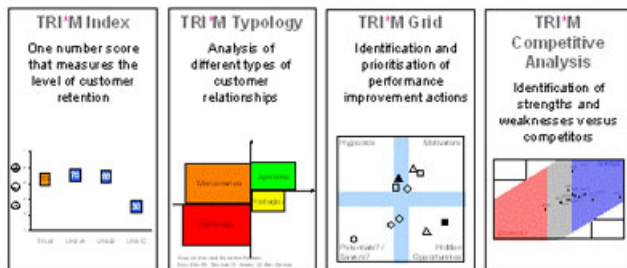 TRI*M Index
One number score
that measures the
level of customer
retention
Total Unit A Unit B Unit C
TRI*M Typology
Analysis of
different types of
customer
relationships
Mercenaries
Apostles
Hostages
Terrorists
TRI*M Grid
Identification and
prioritisation of
performance
improvement actions
Hygienics Motivators
Potentials? /
Savers?
Hidden
Opportunities
TRI*M
Competitive
Analysis
Identification of
strengths and
weaknesses versus
competitors